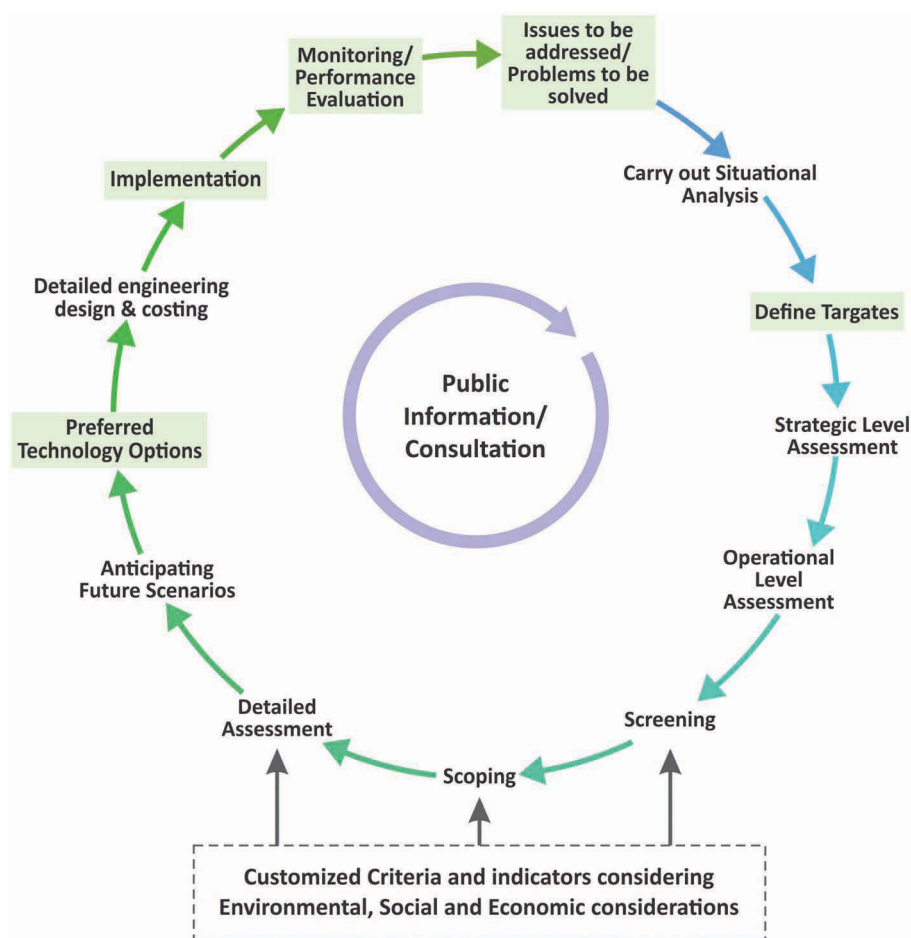 Issues to be
addressed/
Problems to be
solved
Carry out Situational
Analysis
Define Targates
Strategic Level
Assessment
Operational
Level
Assessment
Screening
Scoping
Detailed
Assessment
Anticipating
Future Scenarios
Preferred
Technology Options
Detailed engineering
design & costing
Implementation
Monitoring/
Performance
Evaluation
Public
Information/
Consultation
Customized Criteria and indicators considering
Environmental, Social and Economic considerations